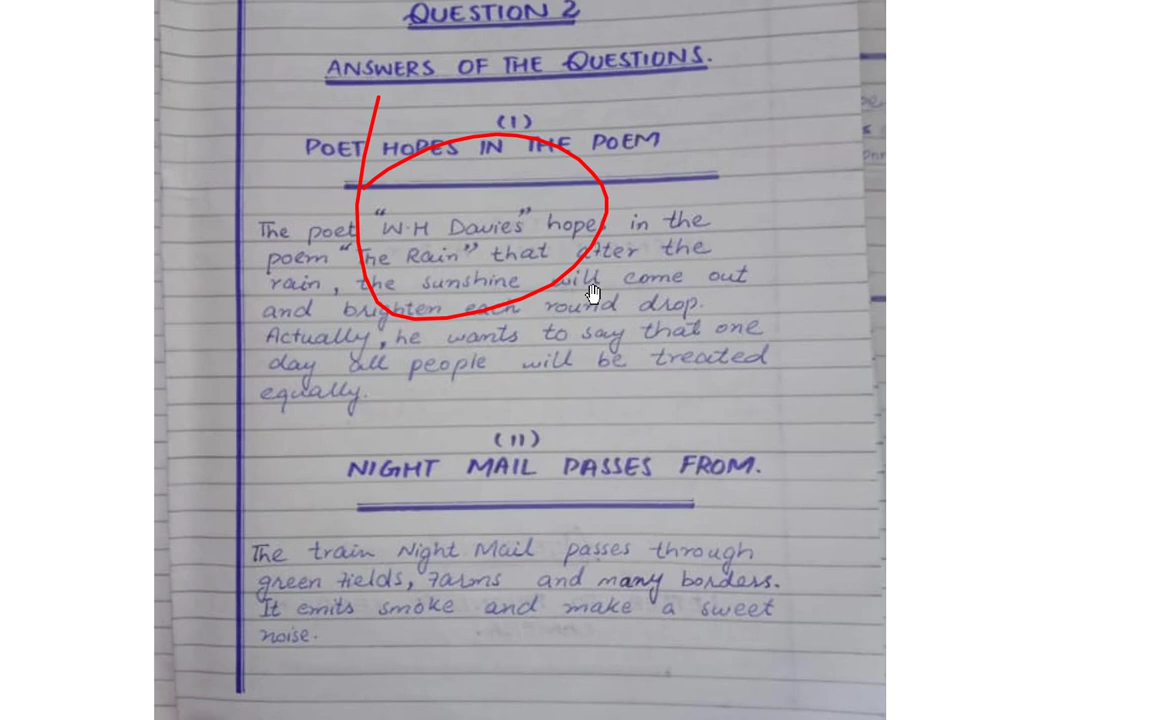 QUESTION 2
ANSWERS OF THE QUESTIONS.
(I)
POET HOPES IN THE POEM
The poet "W.H Davies" hope in the
poem "The Rain" that after the
rain, the sunshine will come out
and brighten each round drop.
Actually, he wants to say that one
day all people will be treated
equally.
(II)
NIGHT MAIL PASSES FROM.
The train Night Mail passes through
green fields, farms and many borders.
It emits smoke and make a sweet
noise.